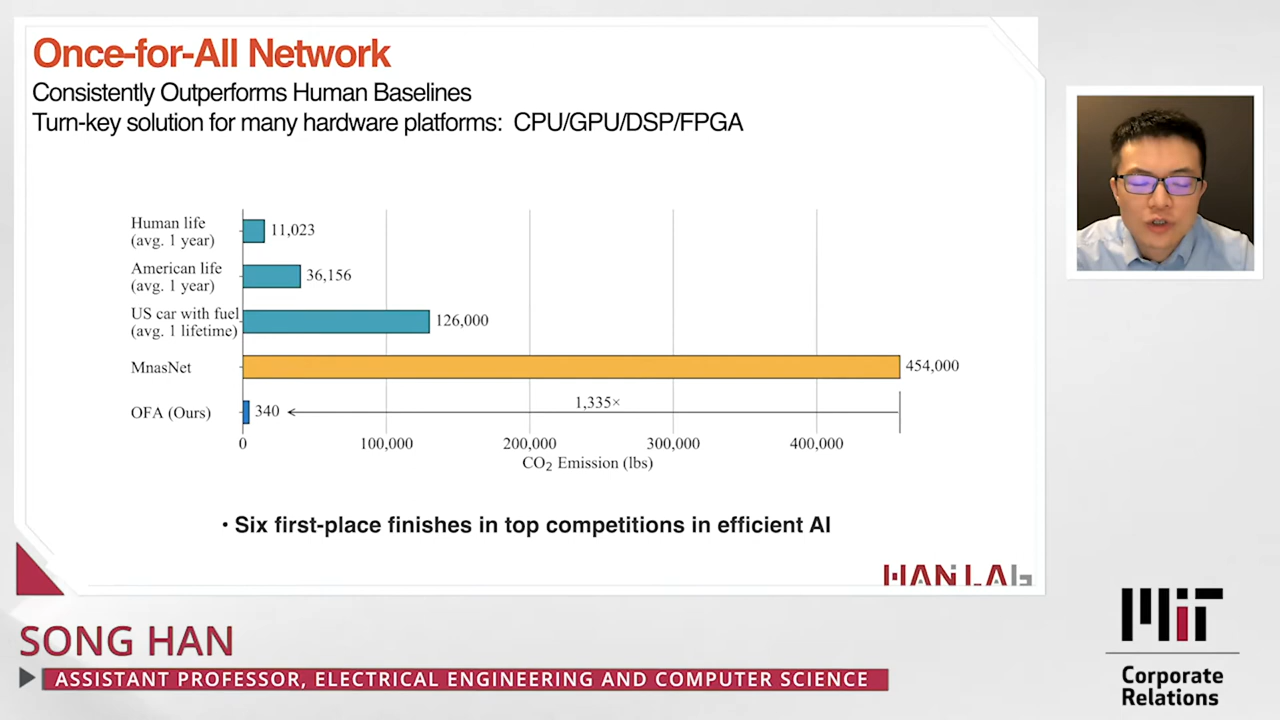 Once-for-All Network
Consistently Outperforms Human Baselines
Turn-key solution for many hardware platforms: CPU/GPU/DSP/FPGA
Human life
(avg. 1 year)
11,023
American life
(avg. 1 year)
36,156
US car with fuel
(avg. 1 lifetime)
126,000
MnasNet
454,000
OFA (Ours)
340
1,335×
0
100,000
200,000
300,000
400,000
CO₂ Emission (lbs)
• Six first-place finishes in top competitions in efficient AI
HAN LAb
SONG HAN
ASSISTANT PROFESSOR, ELECTRICAL ENGINEERING AND COMPUTER SCIENCE
MiT
Corporate
Relations